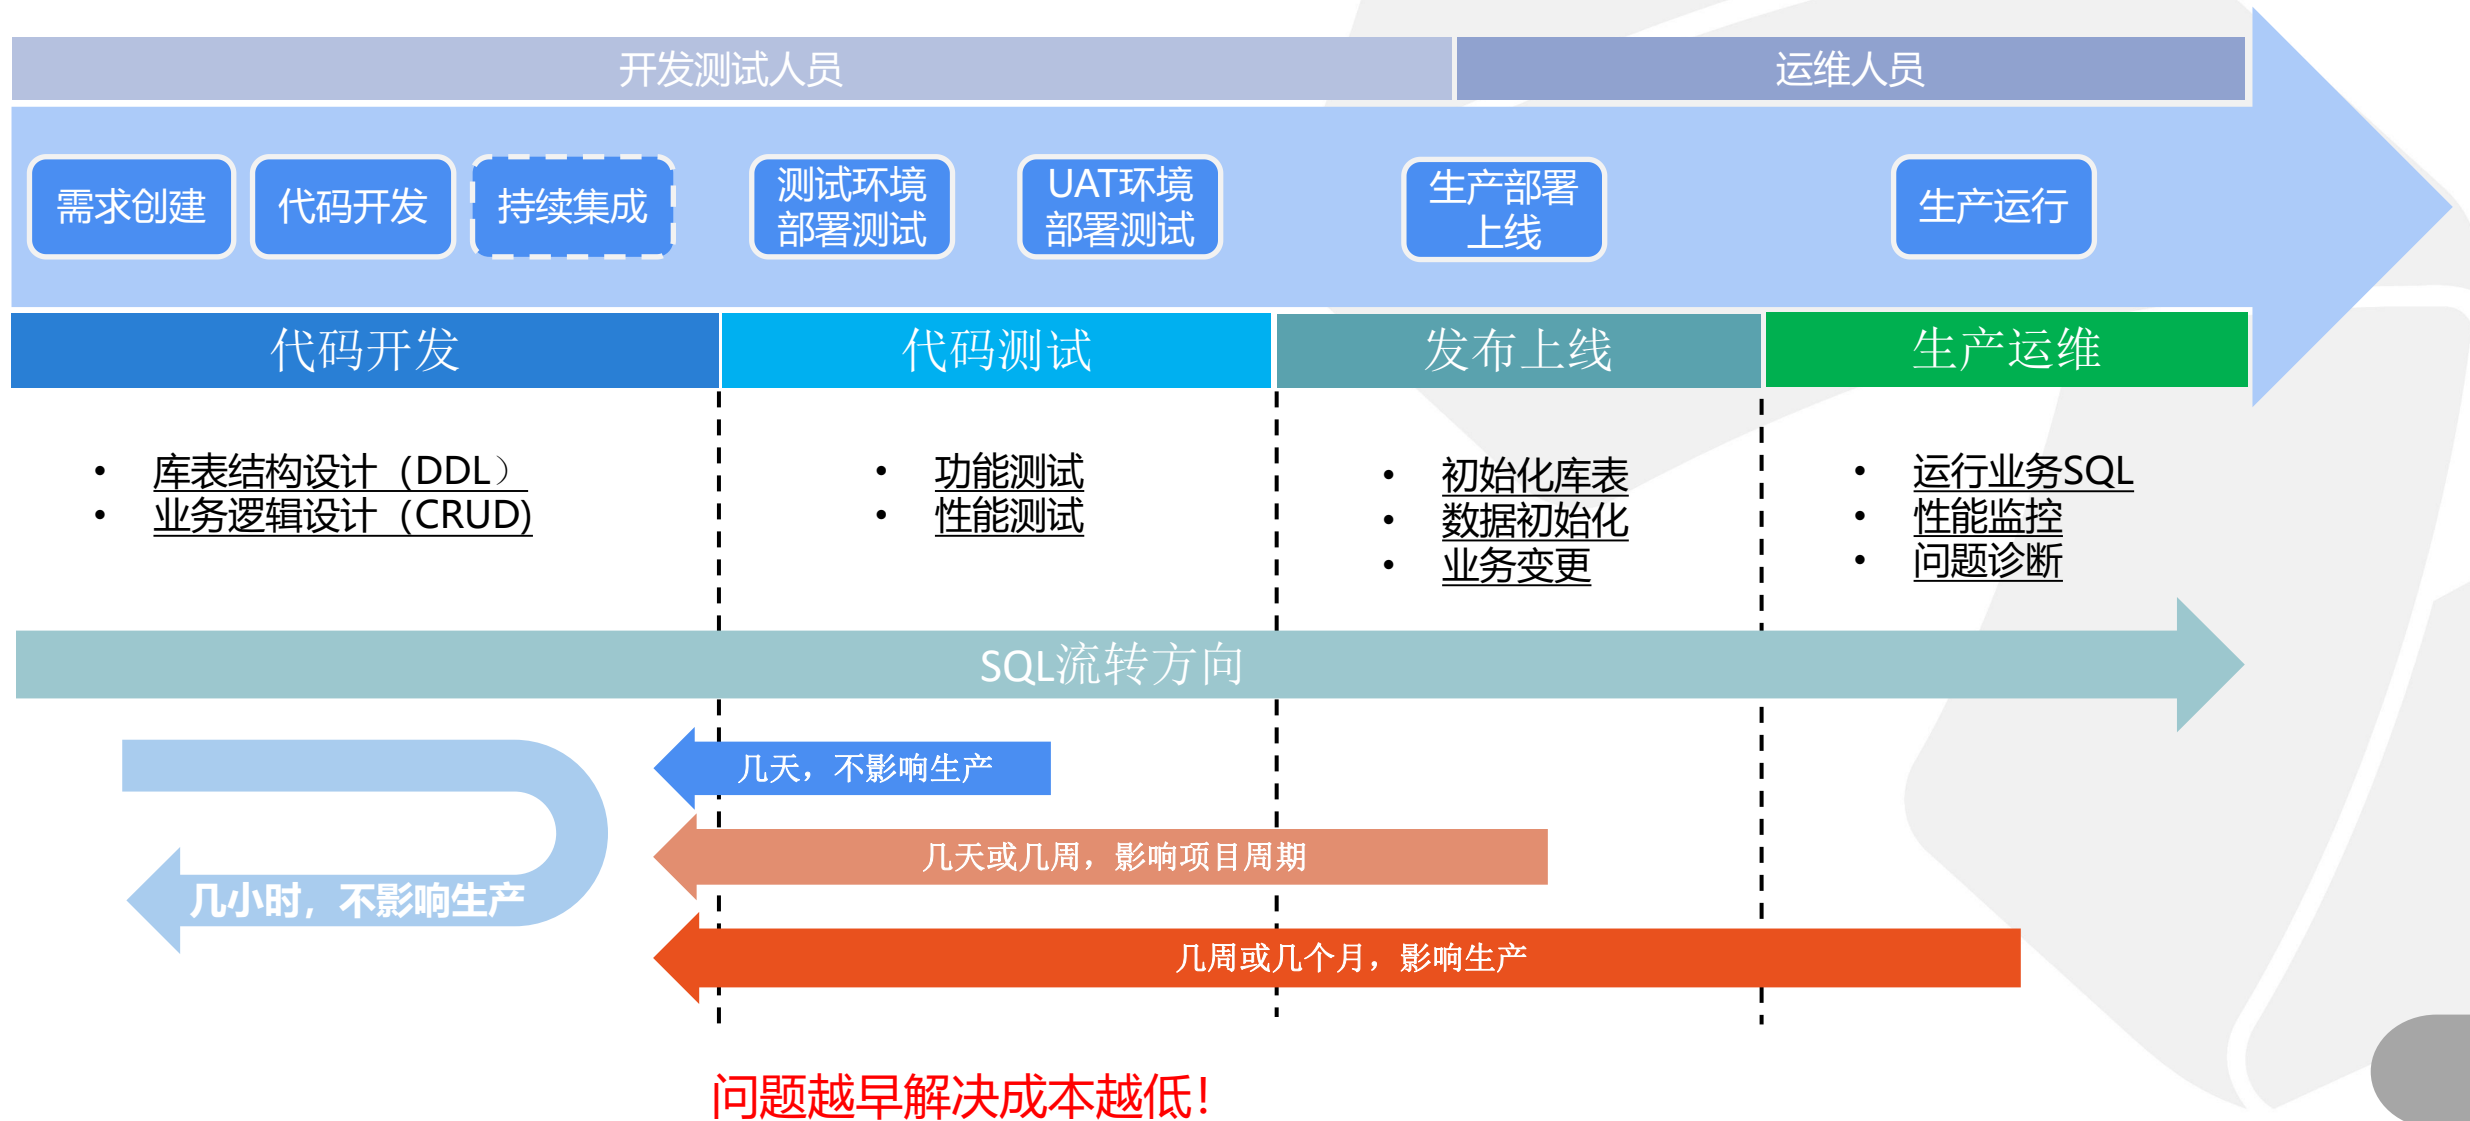 开发测试人员
运维人员
需求创建
代码开发
持续集成
测试环境
部署测试
UAT环境
部署测试
生产部署
上线
生产运行
代码开发
代码测试
发布上线
生产运维
• 库表结构设计（DDL）
• 业务逻辑设计（CRUD)
• 功能测试
• 性能测试
• 初始化库表
• 数据初始化
• 业务变更
• 运行业务SQL
• 性能监控
• 问题诊断
SQL流转方向
几天，不影响生产
几天或几周，影响项目周期
几小时，不影响生产
几周或几个月，影响生产
问题越早解决成本越低！